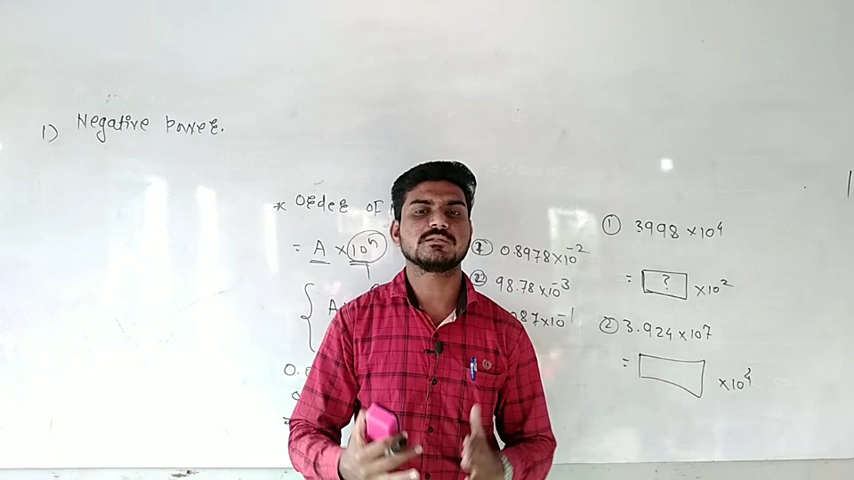 1) Negative Power.
* Order of
= A × 10ⁿ
A
0.
① 0.8978×10⁻²
② 98.78×10⁻³
87×10⁻¹
① 3998 ×10⁴
= ? ×10²
② 3.924×10⁷
=